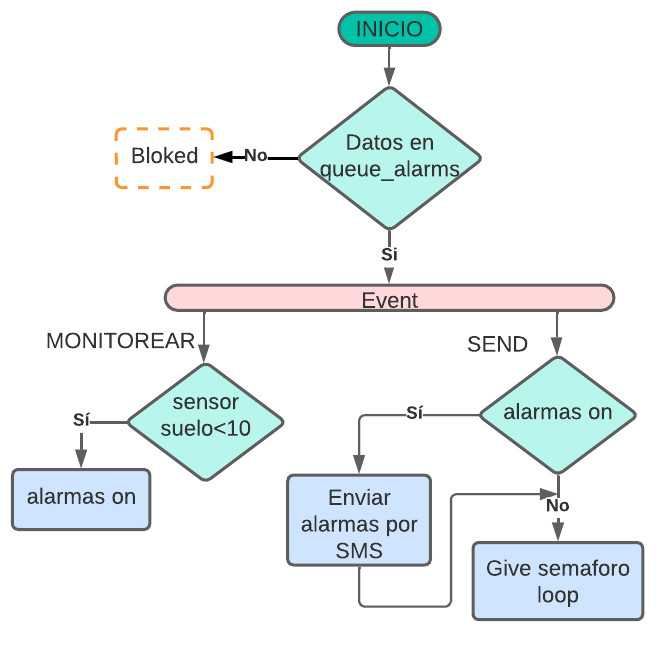 INICIO
Datos en
queue_alarms
No
Bloked
Si
Event
MONITOREAR
SEND
sensor
suelo<10
Sí
alarmas on
alarmas on
Sí
Enviar
alarmas por
SMS
No
Give semaforo
loop